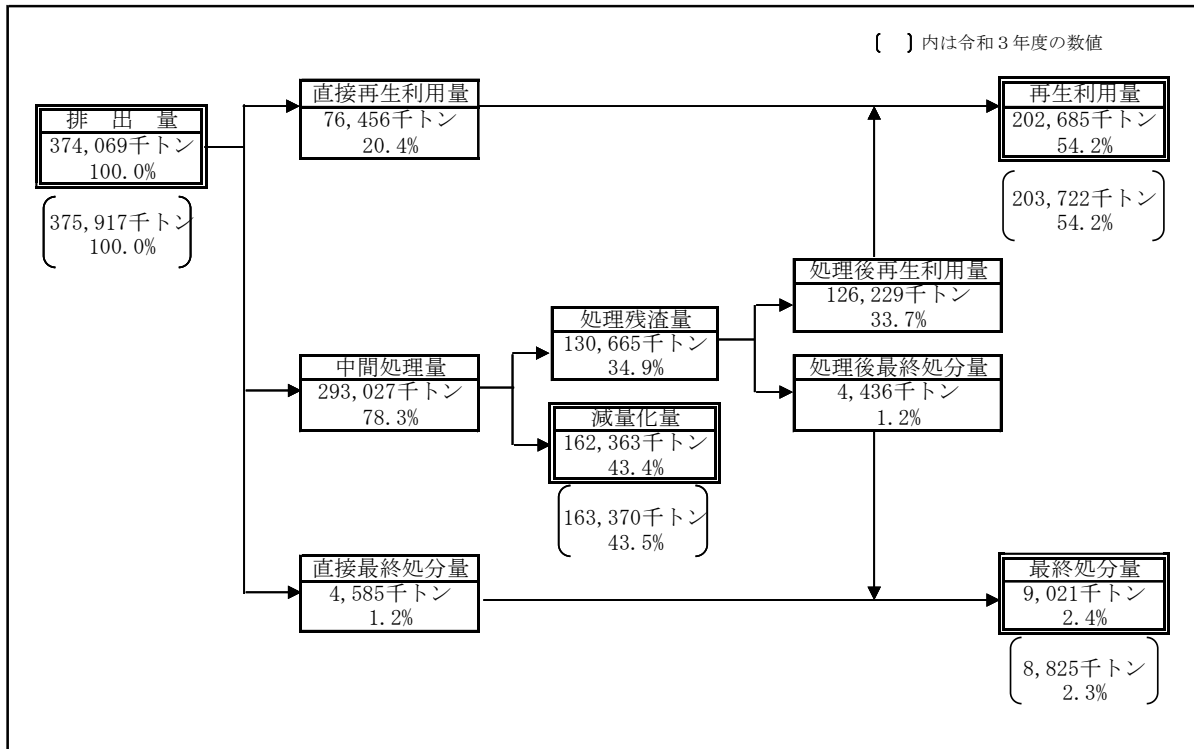 〔　〕内は令和３年度の数値
排　出　量
374,069千トン
100.0%
375,917千トン
100.0%
直接再生利用量
76,456千トン
20.4%
中間処理量
293,027千トン
78.3%
直接最終処分量
4,585千トン
1.2%
処理残渣量
130,665千トン
34.9%
減量化量
162,363千トン
43.4%
163,370千トン
43.5%
処理後再生利用量
126,229千トン
33.7%
処理後最終処分量
4,436千トン
1.2%
再生利用量
202,685千トン
54.2%
203,722千トン
54.2%
最終処分量
9,021千トン
2.4%
8,825千トン
2.3%